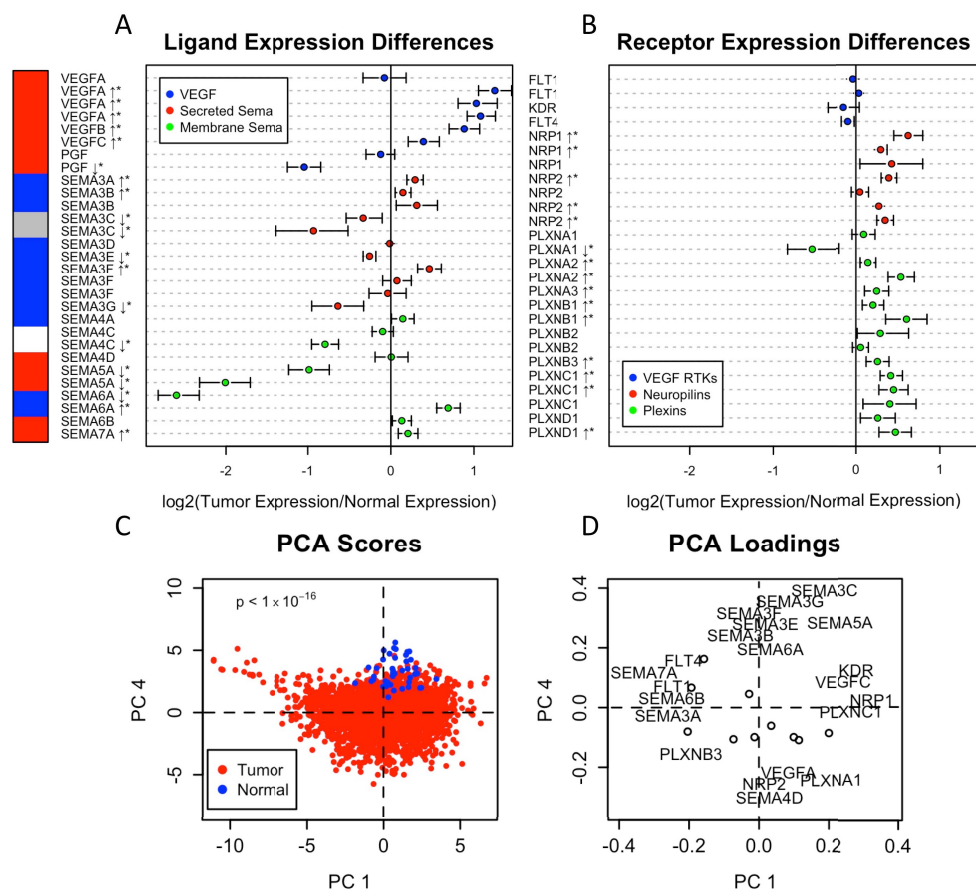 A
Ligand Expression Differences
VEGFA
VEGFA ↑*
VEGFA ↑*
VEGFA ↑*
VEGFB ↑*
VEGFC ↑*
PGF
PGF ↓*
SEMA3A ↑*
SEMA3B ↑*
SEMA3B
SEMA3C ↓*
SEMA3C ↓*
SEMA3D
SEMA3E ↓*
SEMA3F ↑*
SEMA3F
SEMA3F
SEMA3G ↓*
SEMA4A
SEMA4C
SEMA4C ↓*
SEMA4D
SEMA5A ↓*
SEMA5A ↓*
SEMA6A ↓*
SEMA6A ↑*
SEMA6B
SEMA7A ↑*
VEGF
Secreted Sema
Membrane Sema
-2 -1 0 1
log2(Tumor Expression/Normal Expression)
B
Receptor Expression Differences
FLT1
FLT1
KDR
FLT4
NRP1 ↑*
NRP1 ↑*
NRP1
NRP2 ↑*
NRP2
NRP2 ↑*
NRP2 ↑*
PLXNA1
PLXNA1 ↓*
PLXNA2 ↑*
PLXNA2 ↑*
PLXNA3 ↑*
PLXNB1 ↑*
PLXNB1 ↑*
PLXNB2
PLXNB2
PLXNB3 ↑*
PLXNC1 ↑*
PLXNC1 ↑*
PLXNC1
PLXND1
PLXND1 ↑*
VEGF RTKs
Neuropilins
Plexins
-2 -1 0 1
log2(Tumor Expression/Normal Expression)
C
PCA Scores
p < 1 x 10⁻¹⁶
PC 4
10
5
0
-5
Tumor
Normal
-10 -5 0 5
PC 1
D
PCA Loadings
PC 4
0.4
0.2
0.0
-0.2
SEMA3C
SEMA3G
SEMA3F
SEMA3E SEMA5A
SEMA3B
SEMA6A
FLT4
SEMA7A KDR
FLT1 VEGFC
SEMA6B NRP1
SEMA3A PLXNC1
PLXNB3
VEGFA
NRP2 PLXNA1
SEMA4D
-0.4 -0.2 0.0 0.2 0.4
PC 1